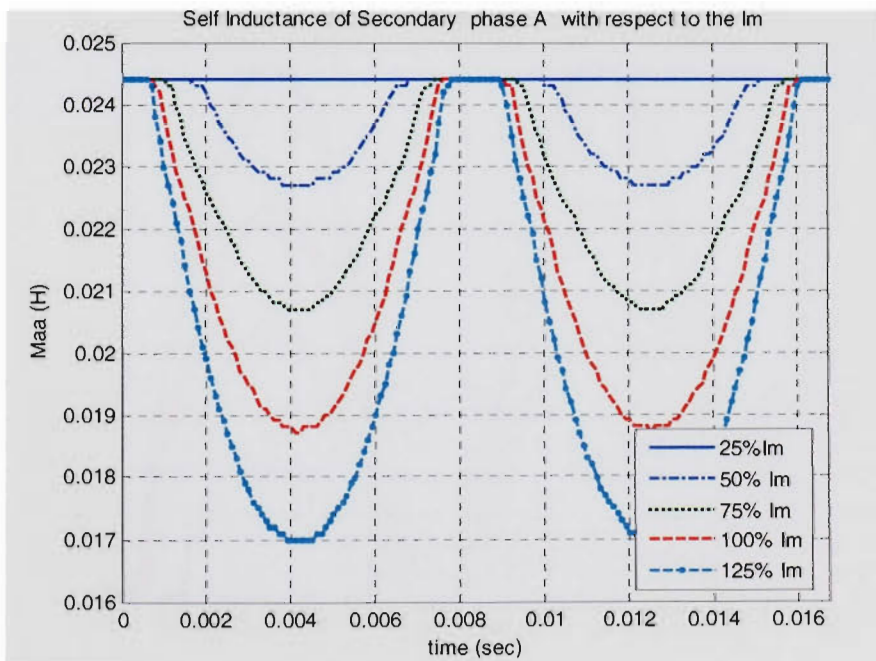 Self Inductance of Secondary phase A with respect to the Im
0.025
0.024
0.023
0.022
0.021
0.02
0.019
0.018
0.017
0.016
Maa (H)
0 0.002 0.004 0.006 0.008 0.01 0.012 0.014 0.016
time (sec)
25%Im
50% Im
75% Im
100% Im
125% Im